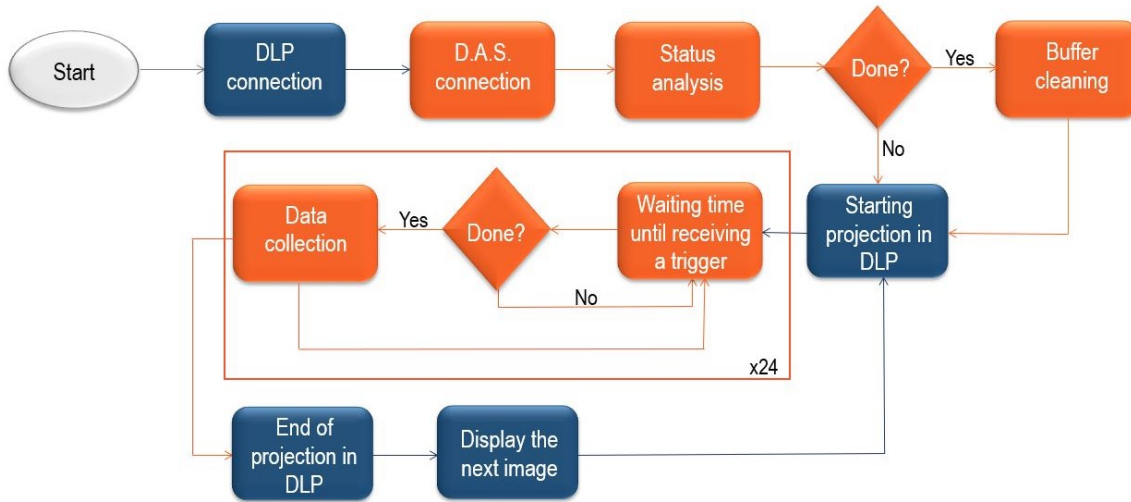 Start
DLP
connection
D.A.S.
connection
Status
analysis
Done?
Yes
Buffer
cleaning
No
Data
collection
Yes
Done?
Waiting time
until receiving
a trigger
Starting
projection in
DLP
No
x24
End of
projection in
DLP
Display the
next image